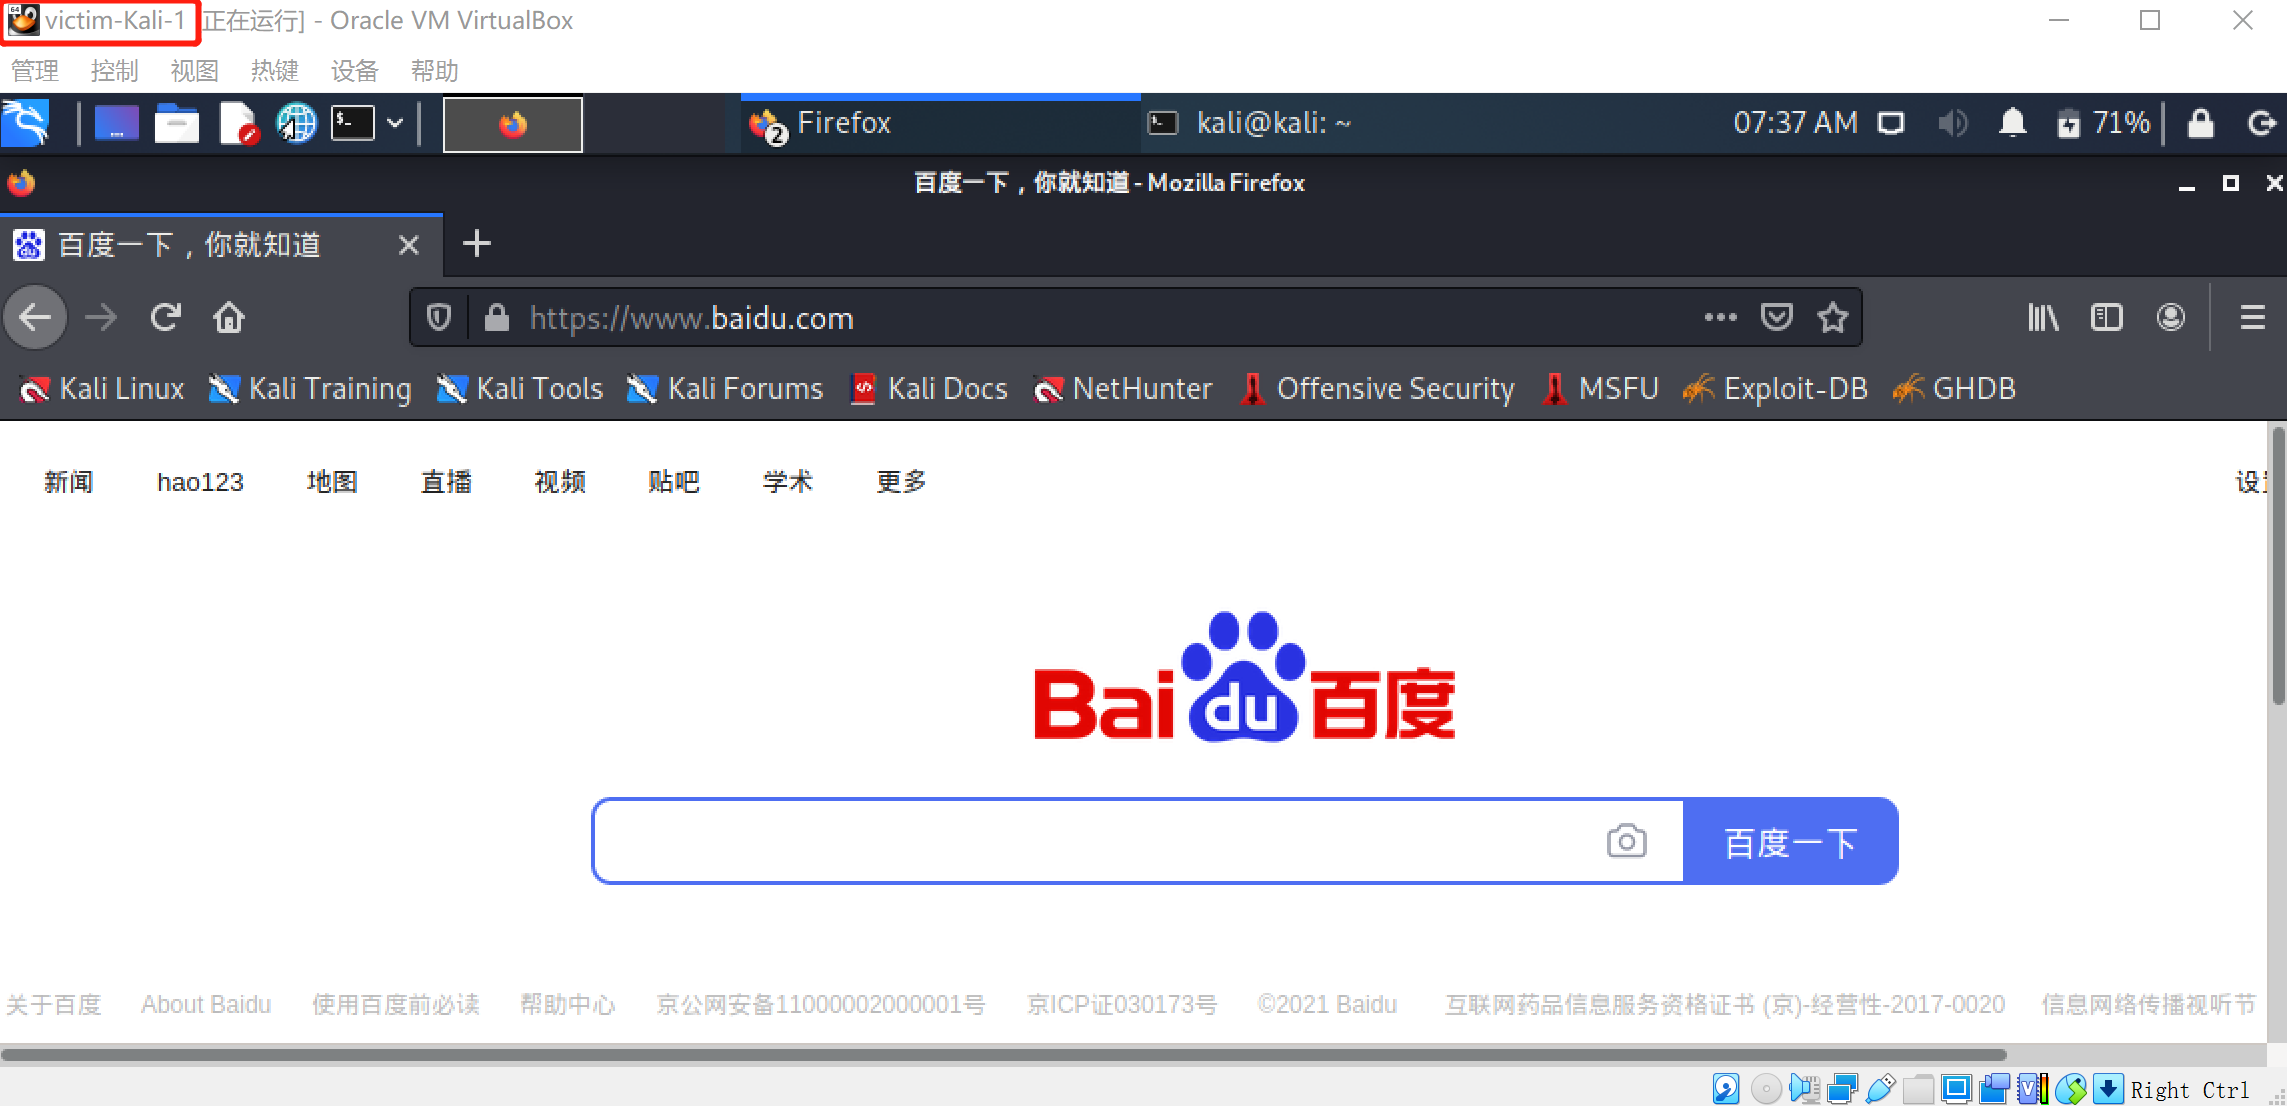 victim-Kali-1 正在运行] - Oracle VM VirtualBox
管理 控制 视图 热键 设备 帮助
$_ Firefox kali@kali: ~ 07:37 AM 71%
百度一下，你就知道 - Mozilla Firefox
百度一下，你就知道
https://www.baidu.com
Kali Linux Kali Training Kali Tools Kali Forums Kali Docs NetHunter Offensive Security MSFU Exploit-DB GHDB
新闻 hao123 地图 直播 视频 贴吧 学术 更多 设
Bai du 百度
百度一下
关于百度 About Baidu 使用百度前必读 帮助中心 京公网安备11000002000001号 京ICP证030173号 ©2021 Baidu 互联网药品信息服务资格证书 (京)-经营性-2017-0020 信息网络传播视听节
Right Ctrl